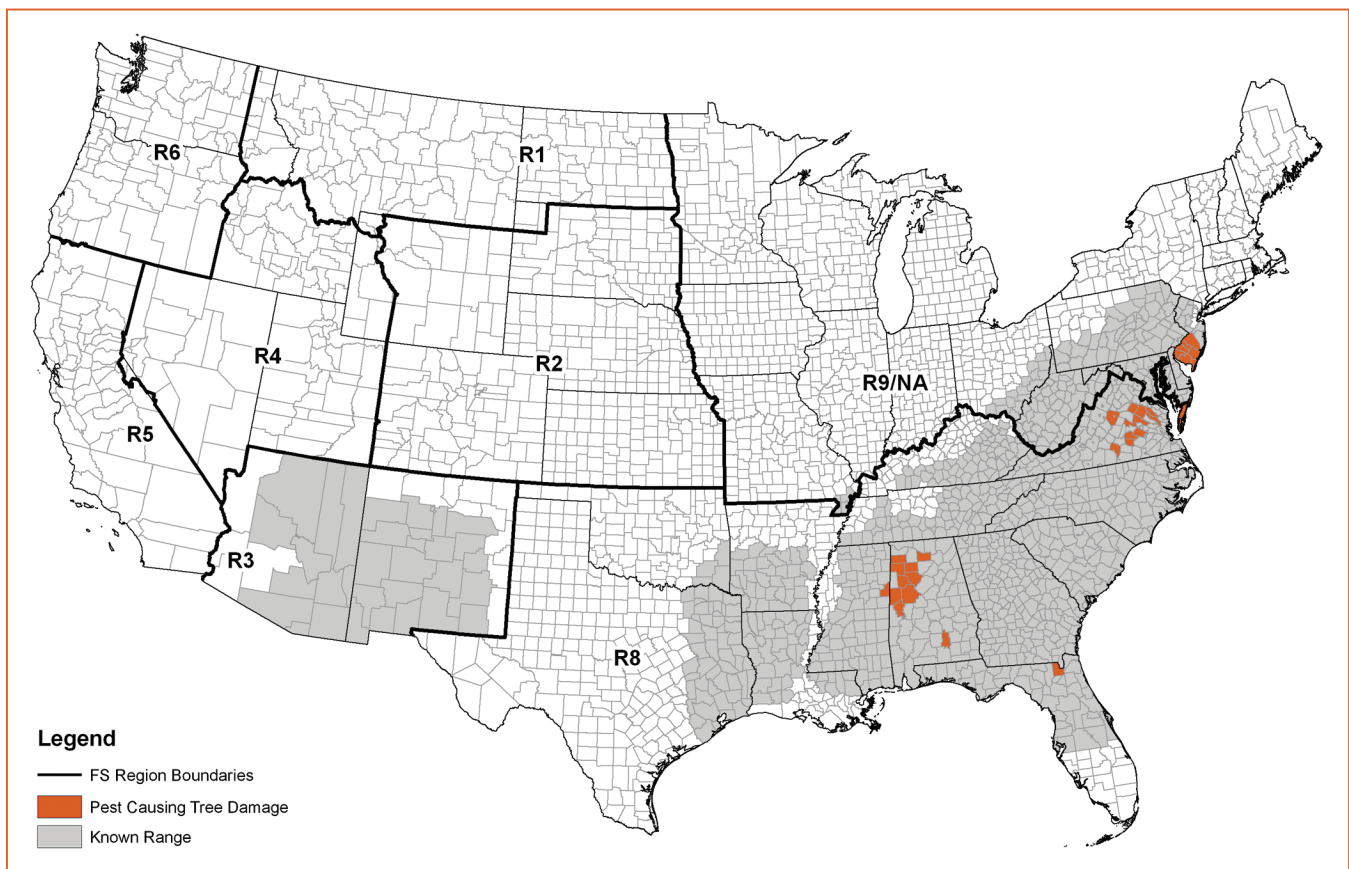 R6
R1
R4
R2
R9/NA
R5
R3
R8
Legend
FS Region Boundaries
Pest Causing Tree Damage
Known Range